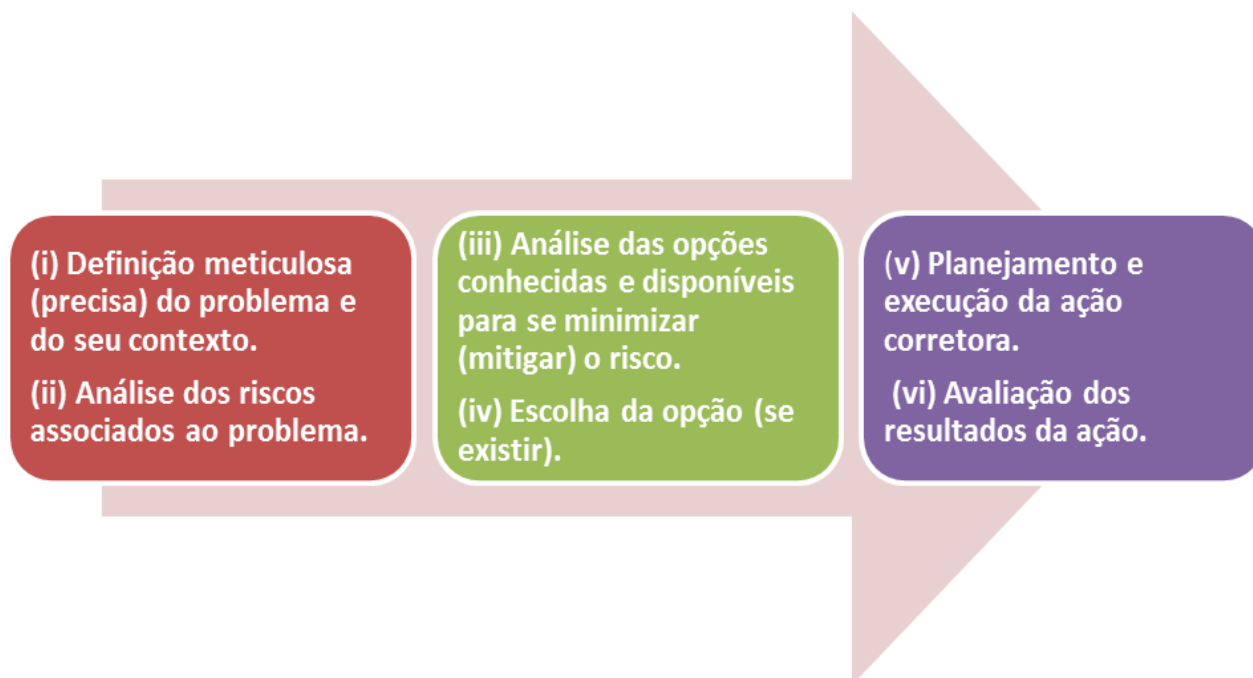 (i) Definição meticulosa
(precisa) do problema e
do seu contexto.
(ii) Análise dos riscos
associados ao problema.
(iii) Análise das opções
conhecidas e disponíveis
para se minimizar
(mitigar) o risco.
(iv) Escolha da opção (se
existir).
(v) Planejamento e
execução da ação
corretora.
(vi) Avaliação dos
resultados da ação.